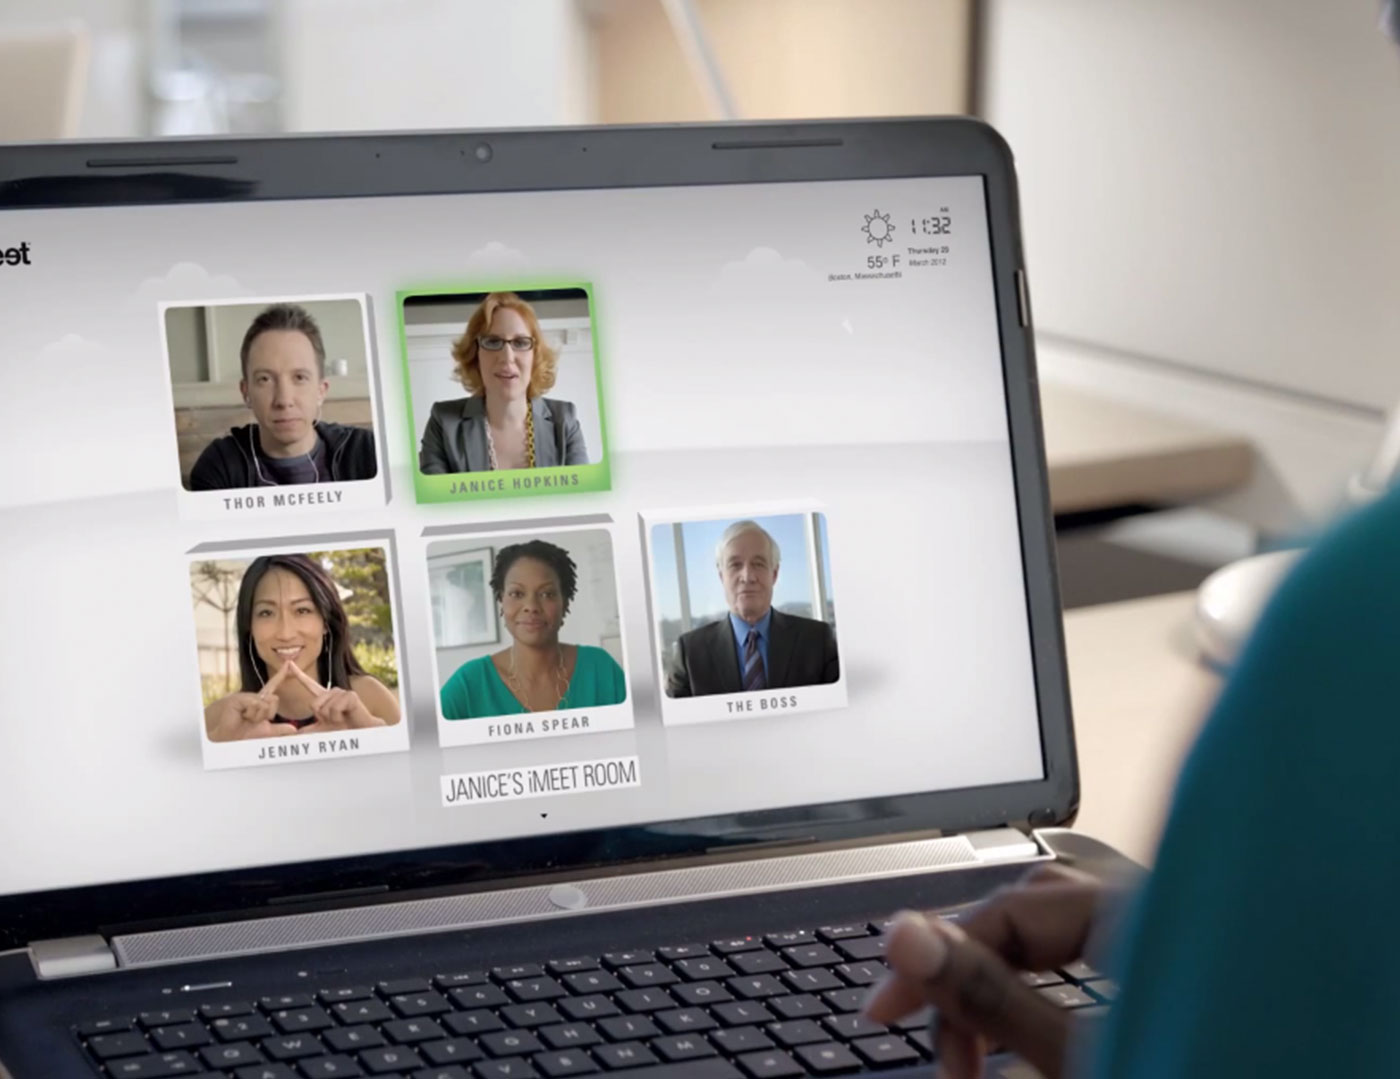 eet
AM
11:32
55° F
Thursday 29
March 2012
Boston, Massachusetts
THOR MCFEELY
JANICE HOPKINS
JENNY RYAN
FIONA SPEAR
THE BOSS
JANICE'S iMEET ROOM